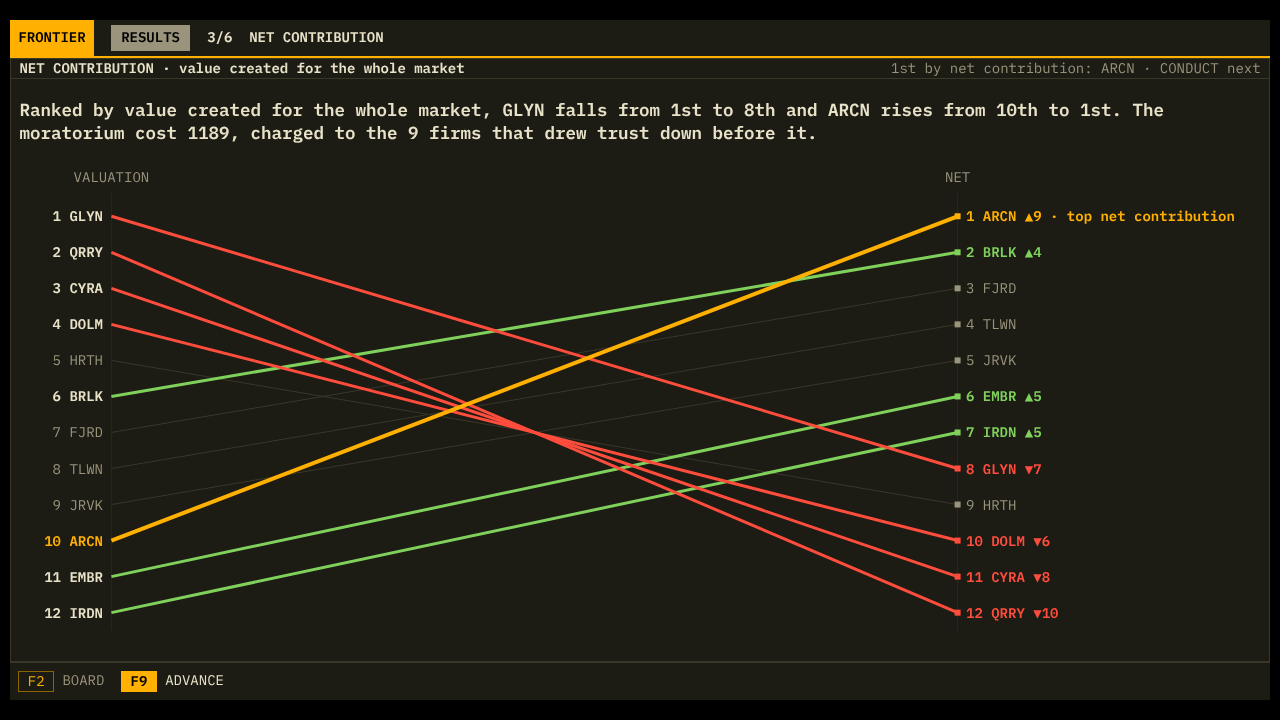 FRONTIER RESULTS 3/6 NET CONTRIBUTION
NET CONTRIBUTION · value created for the whole market 1st by net contribution: ARCN · CONDUCT next
Ranked by value created for the whole market, GLYN falls from 1st to 8th and ARCN rises from 10th to 1st. The
moratorium cost 1189, charged to the 9 firms that drew trust down before it.
VALUATION NET
1 GLYN 1 ARCN ▲9 · top net contribution
2 QRRY 2 BRLK ▲4
3 CYRA 3 FJRD
4 DOLM 4 TLWN
5 HRTH 5 JRVK
6 BRLK 6 EMBR ▲5
7 FJRD 7 IRDN ▲5
8 TLWN 8 GLYN ▼7
9 JRVK 9 HRTH
10 ARCN 10 DOLM ▼6
11 EMBR 11 CYRA ▼8
12 IRDN 12 QRRY ▼10
F2 BOARD F9 ADVANCE